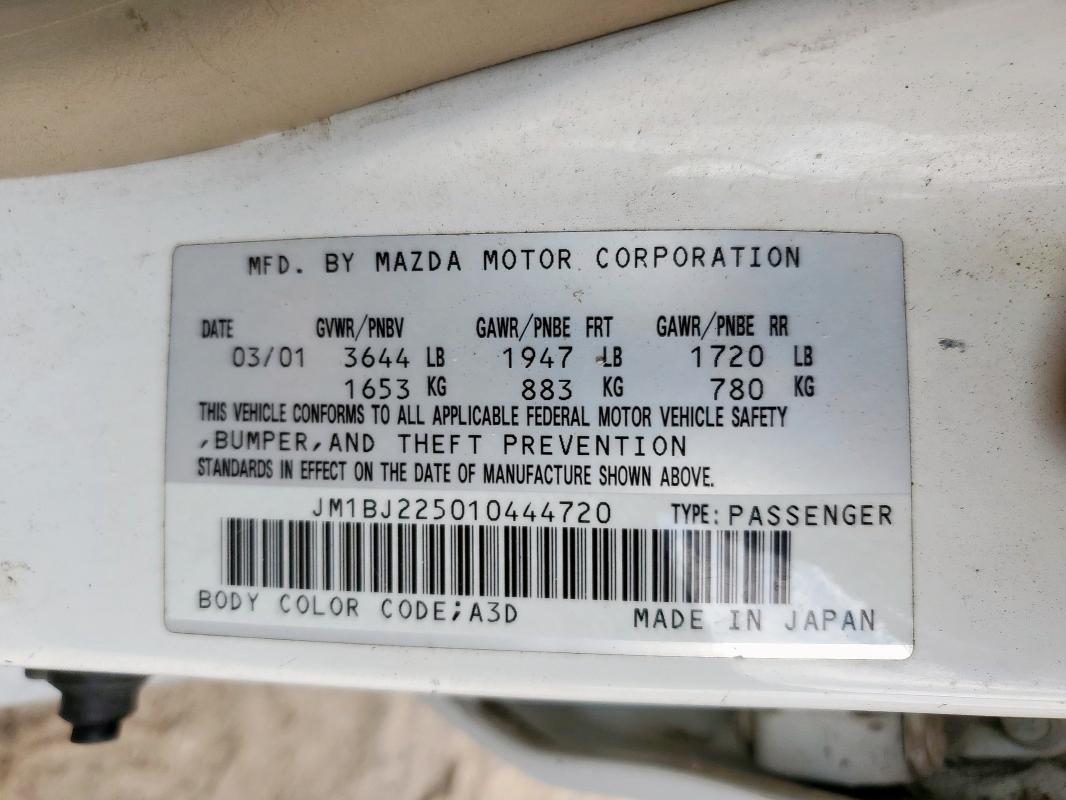 MFD. BY MAZDA MOTOR CORPORATION
DATE GVWR/PNBV GAWR/PNBE FRT GAWR/PNBE RR
03/01 3644 LB 1947 LB 1720 LB
1653 KG 883 KG 780 KG
THIS VEHICLE CONFORMS TO ALL APPLICABLE FEDERAL MOTOR VEHICLE SAFETY
,BUMPER,AND THEFT PREVENTION
STANDARDS IN EFFECT ON THE DATE OF MANUFACTURE SHOWN ABOVE.
JM1BJ225010444720 TYPE: PASSENGER
BODY COLOR CODE;A3D MADE IN JAPAN